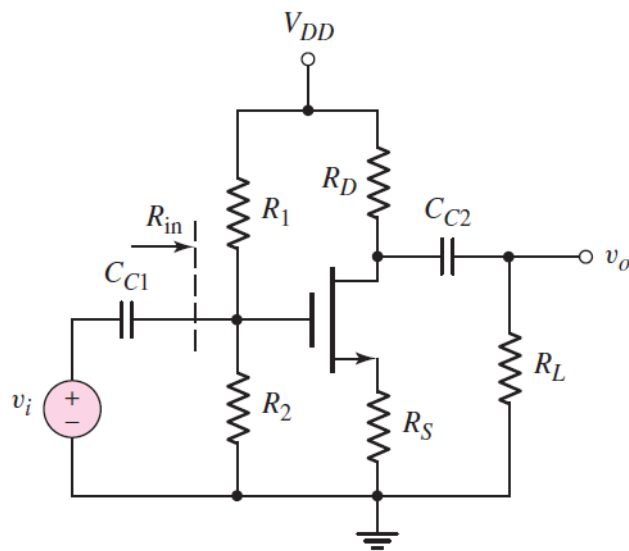 V_DD
R_D
R_1
C_C2
R_in
v_o
C_C1
R_L
v_i
+
−
R_2
R_S